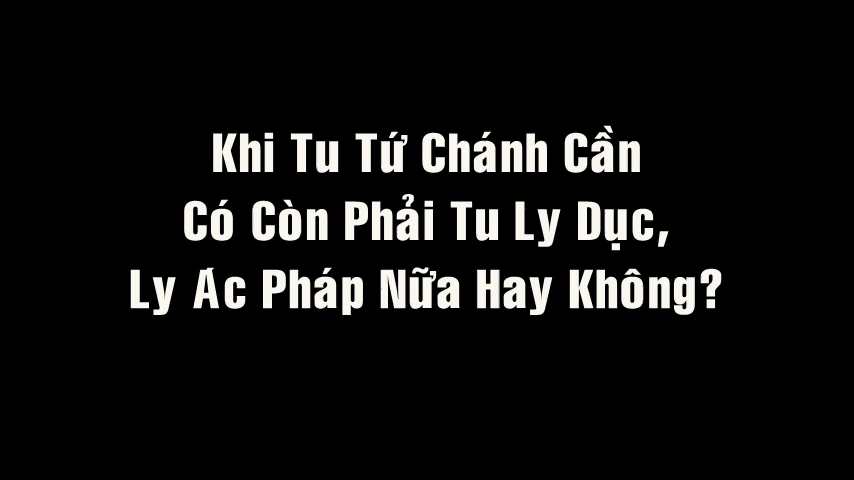 Khi Tu Tứ Chánh Cần
Có Còn Phải Tu Ly Dục,
Ly Ác Pháp Nữa Hay Không?